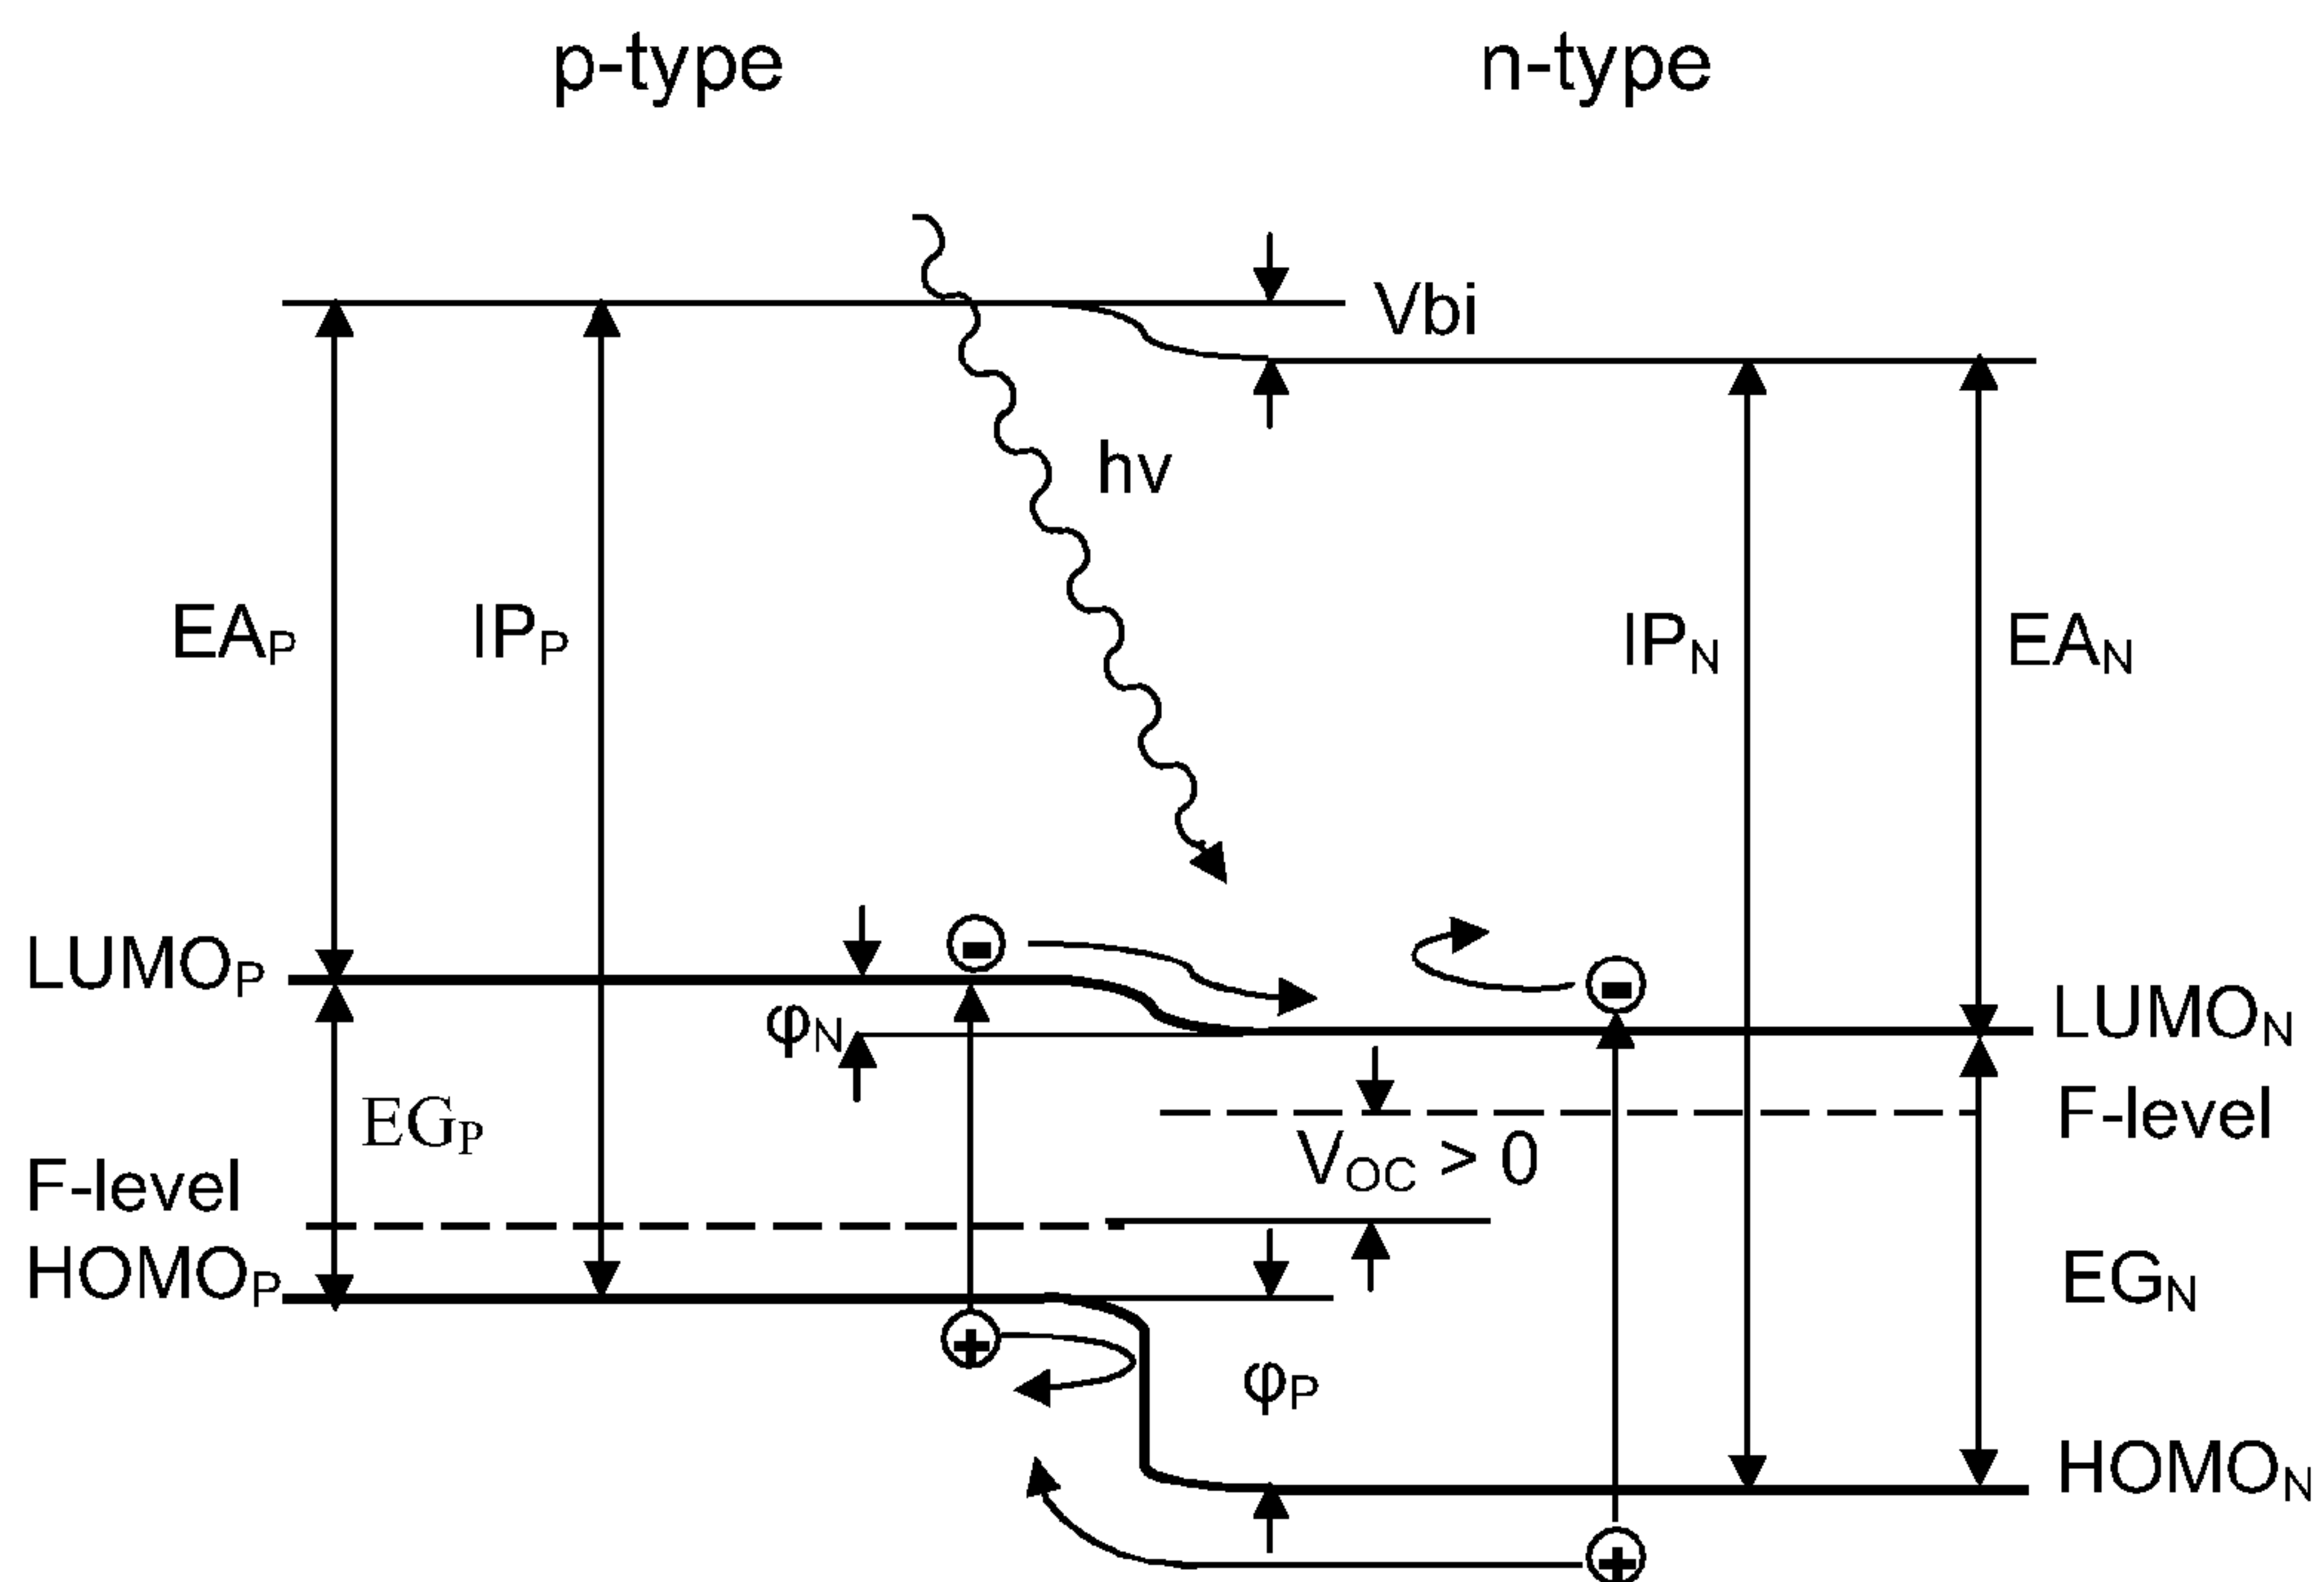 p-type
n-type
Vbi
hv
EAP
IPP
IPN
EAN
LUMOP
φN
LUMON
EGP
F-level
VOC > 0
F-level
HOMOP
EGN
φP
HOMON